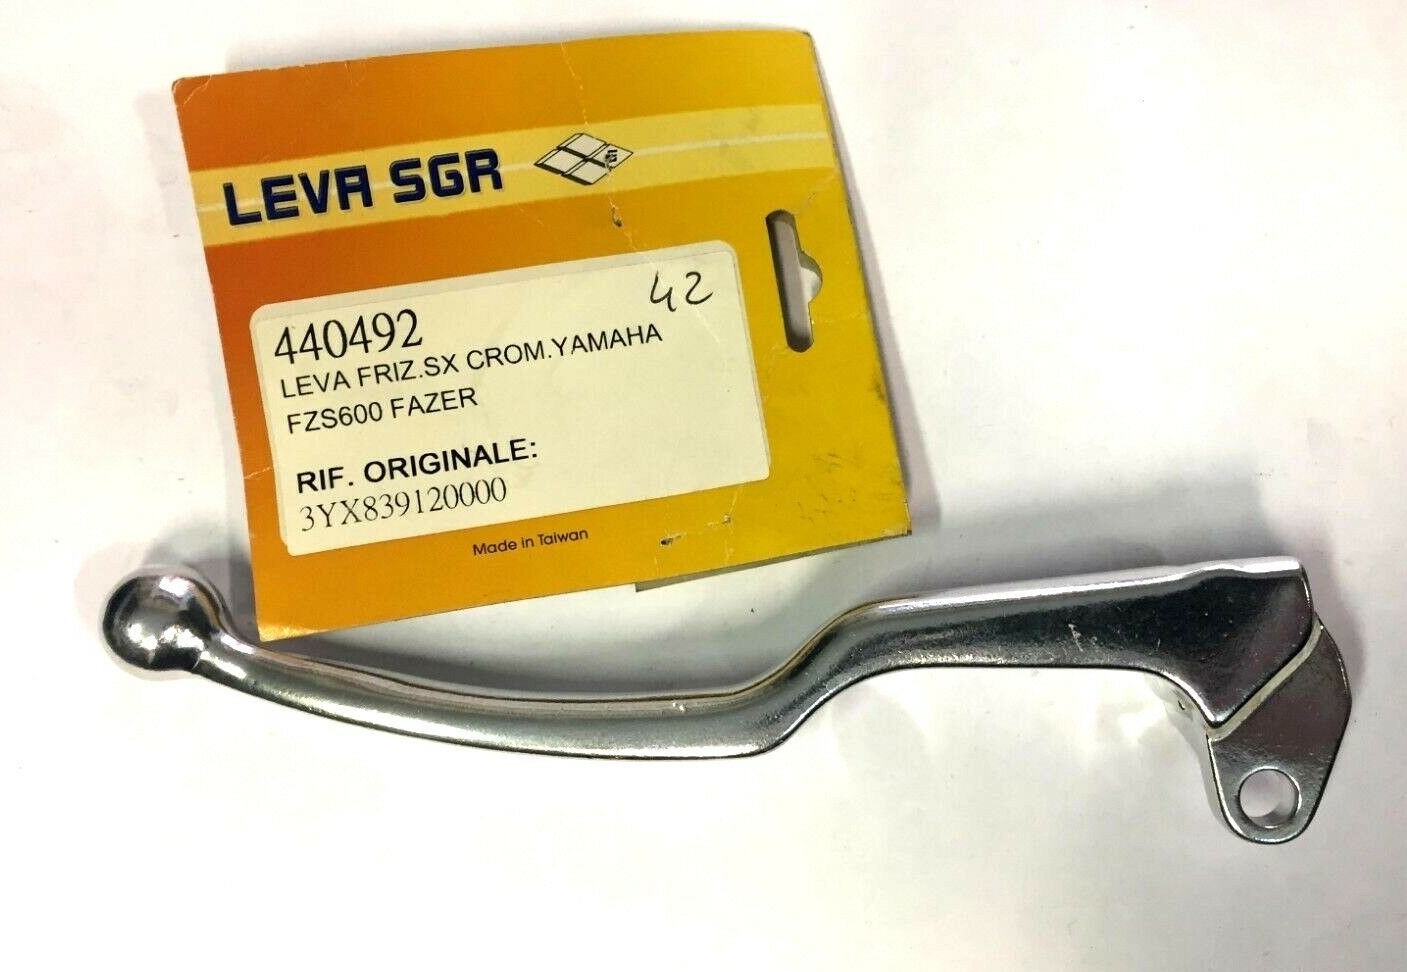 LEVA SGR
42
440492
LEVA FRIZ.SX CROM.YAMAHA
FZS600 FAZER
RIF. ORIGINALE:
3YX839120000
Made in Taiwan